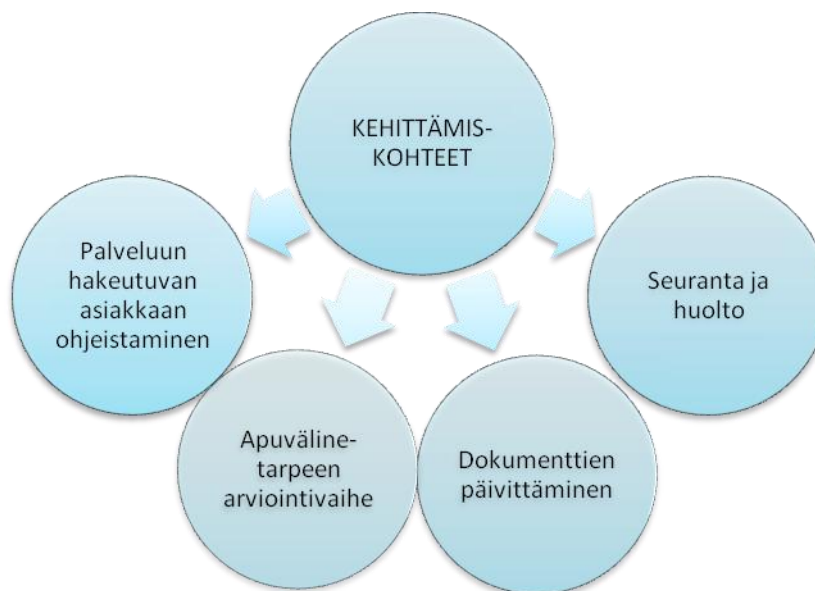 KEHITTÄMIS-
KOHTEET
Palveluun
hakeutuvan
asiakkaan
ohjeistaminen
Apuväline-
tarpeen
arviointivaihe
Dokumenttien
päivittäminen
Seuranta ja
huolto